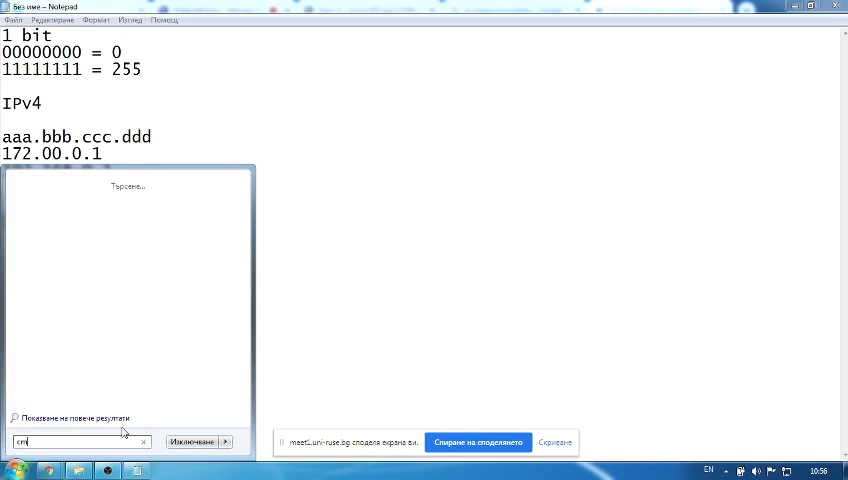 Без име – Notepad
Файл Редактиране Формат Изглед Помощ
1 bit
00000000 = 0
11111111 = 255
IPv4
aaa.bbb.ccc.ddd
172.00.0.1
Търсене...
Показване на повече резултати
cm
Изключване
meet1.uni-ruse.bg споделя екрана ви.
Спиране на споделянето
Скриване
EN
10:56